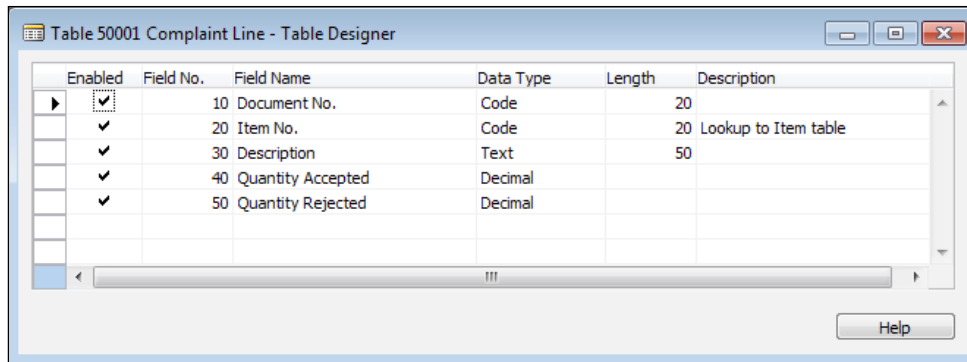 Table 50001 Complaint Line - Table Designer
Enabled Field No. Field Name Data Type Length Description
10 Document No. Code 20
20 Item No. Code 20 Lookup to Item table
30 Description Text 50
40 Quantity Accepted Decimal
50 Quantity Rejected Decimal
Help